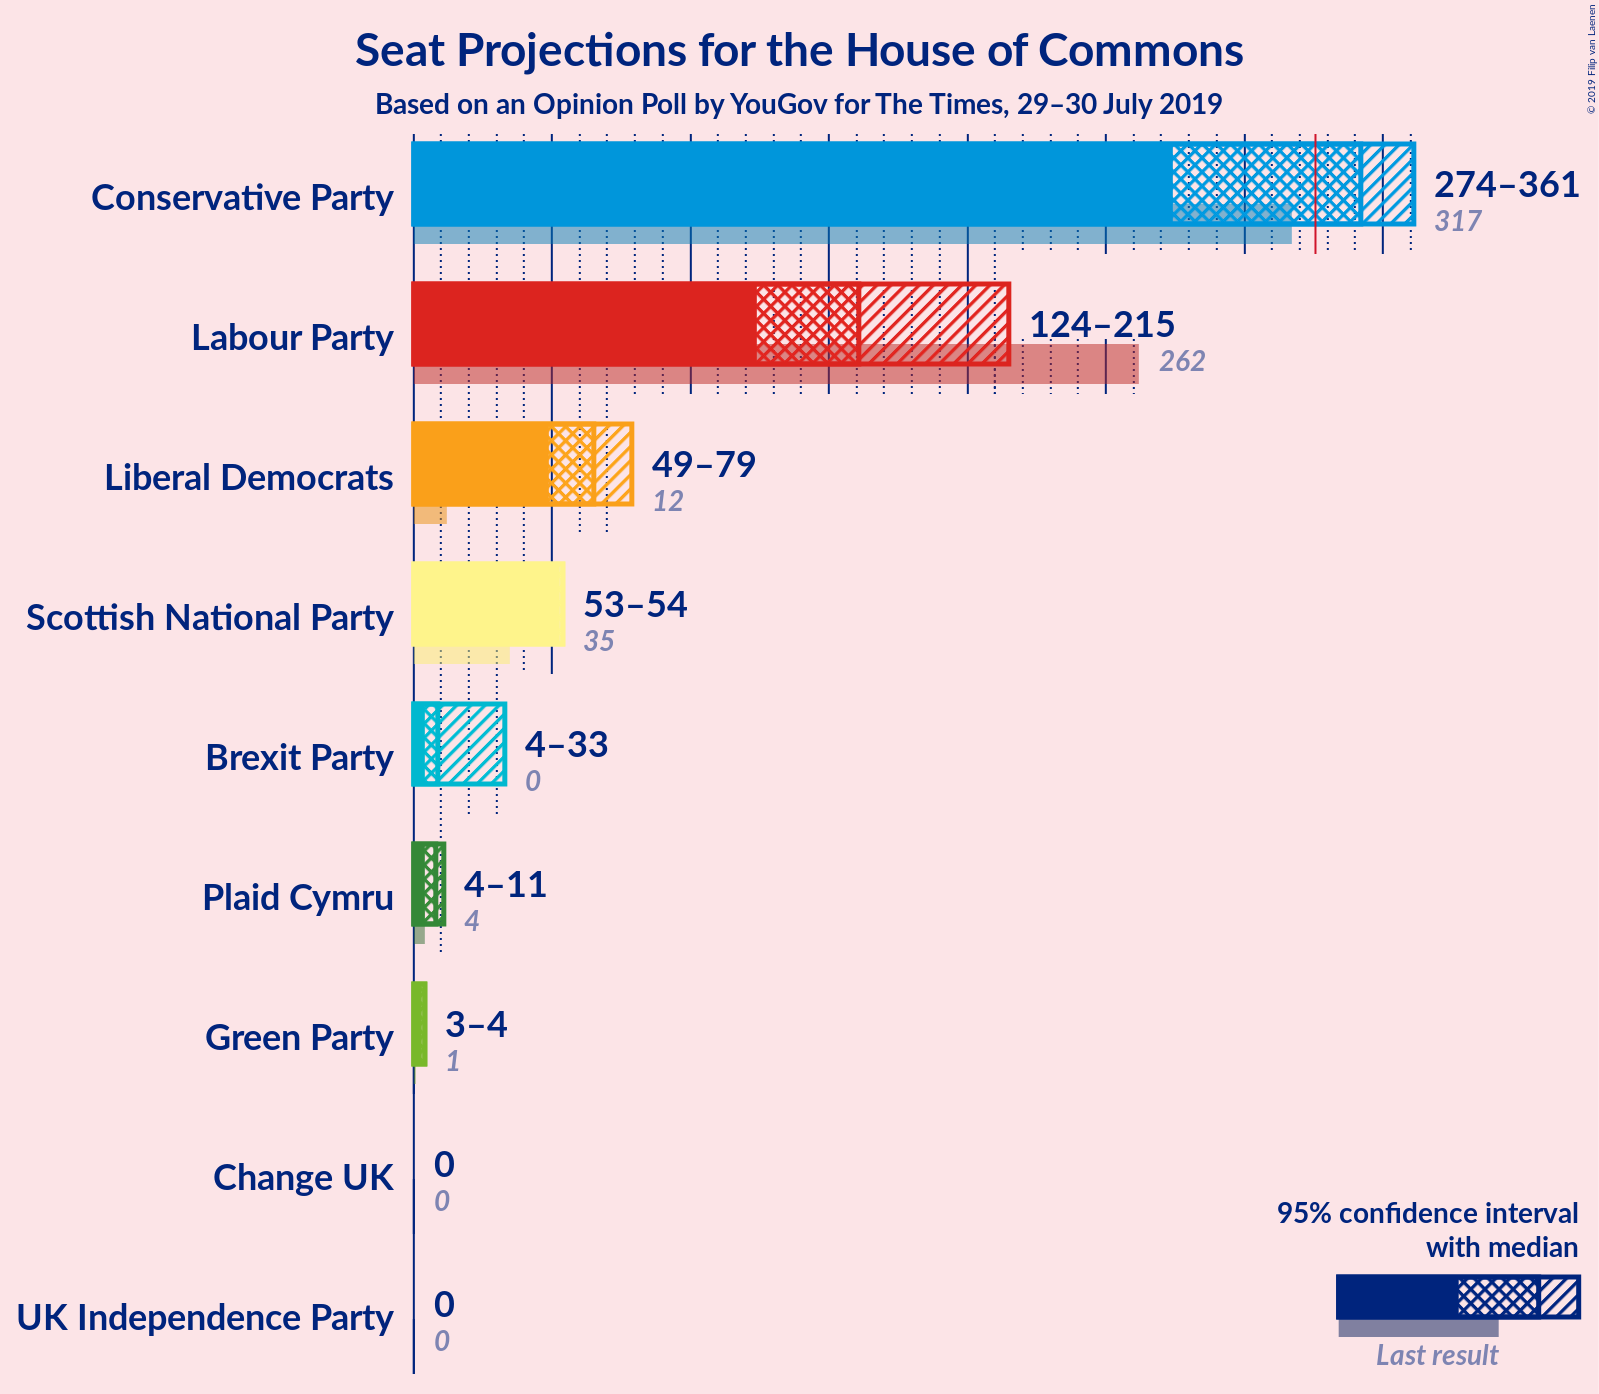 Seat Projections for the House of Commons
Based on an Opinion Poll by YouGov for The Times, 29–30 July 2019
© 2019 Filip van Laenen
Conservative Party
274–361
317
Labour Party
124–215
262
Liberal Democrats
49–79
12
Scottish National Party
53–54
35
Brexit Party
4–33
0
Plaid Cymru
4–11
4
Green Party
3–4
1
Change UK
0
0
UK Independence Party
0
0
95% confidence interval
with median
Last result